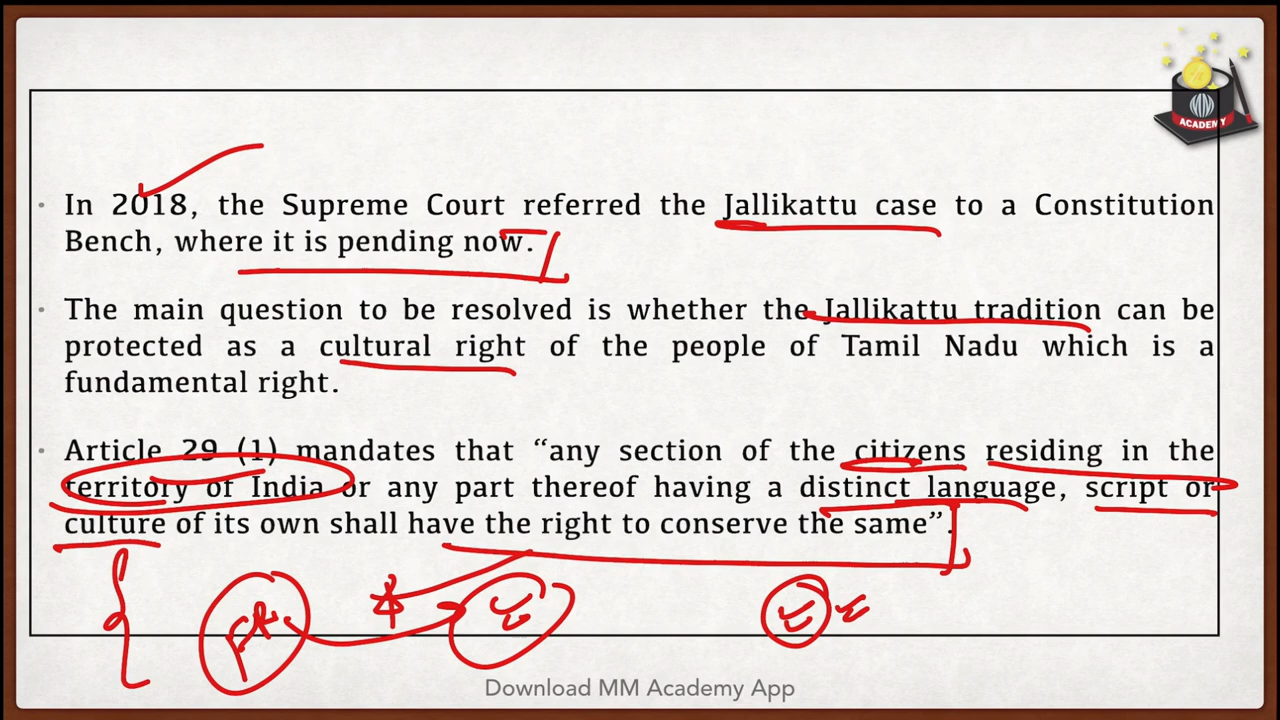 MM
ACADEMY
• In 2018, the Supreme Court referred the Jallikattu case to a Constitution
Bench, where it is pending now.
• The main question to be resolved is whether the Jallikattu tradition can be
protected as a cultural right of the people of Tamil Nadu which is a
fundamental right.
• Article 29 (1) mandates that “any section of the citizens residing in the
territory of India or any part thereof having a distinct language, script or
culture of its own shall have the right to conserve the same”.
Download MM Academy App